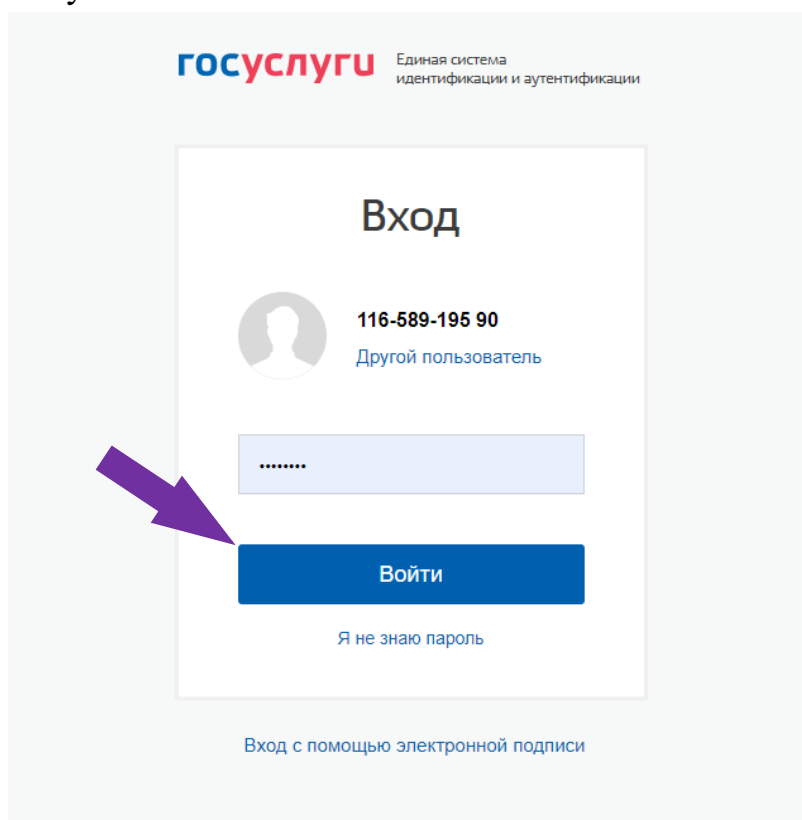 госуслуги
Единая система
идентификации и аутентификации
Вход
116-589-195 90
Другой пользователь
........
Войти
Я не знаю пароль
Вход с помощью электронной подписи